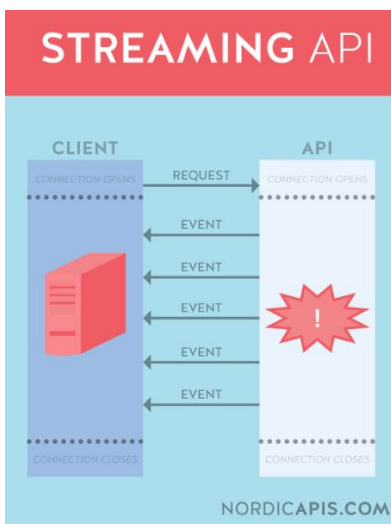 STREAMING API
CLIENT API
CONNECTION OPENS REQUEST CONNECTION OPENS
EVENT
EVENT
EVENT
!
EVENT
EVENT
CONNECTION CLOSES CONNECTION CLOSES
NORDICAPIS.COM